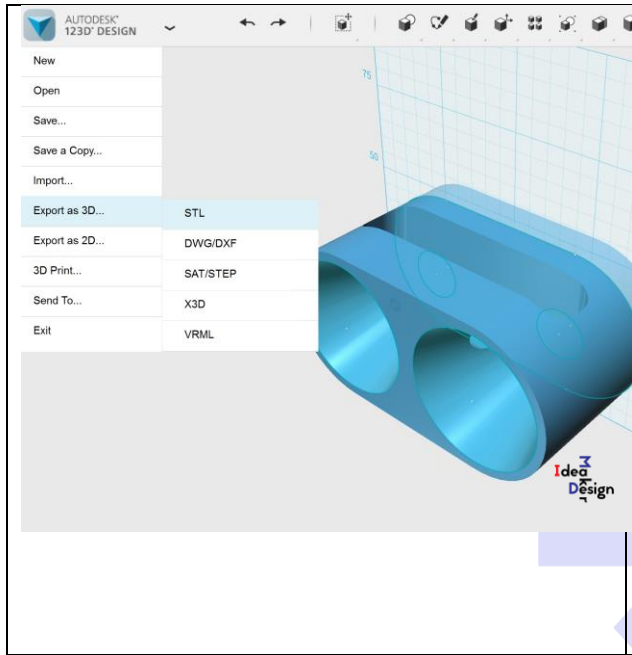 AUTODESK®
123D® DESIGN
New
Open
Save...
Save a Copy...
Import...
Export as 3D...
STL
Export as 2D...
DWG/DXF
3D Print...
SAT/STEP
Send To...
X3D
Exit
VRML
75
50
Idea Maker
Design